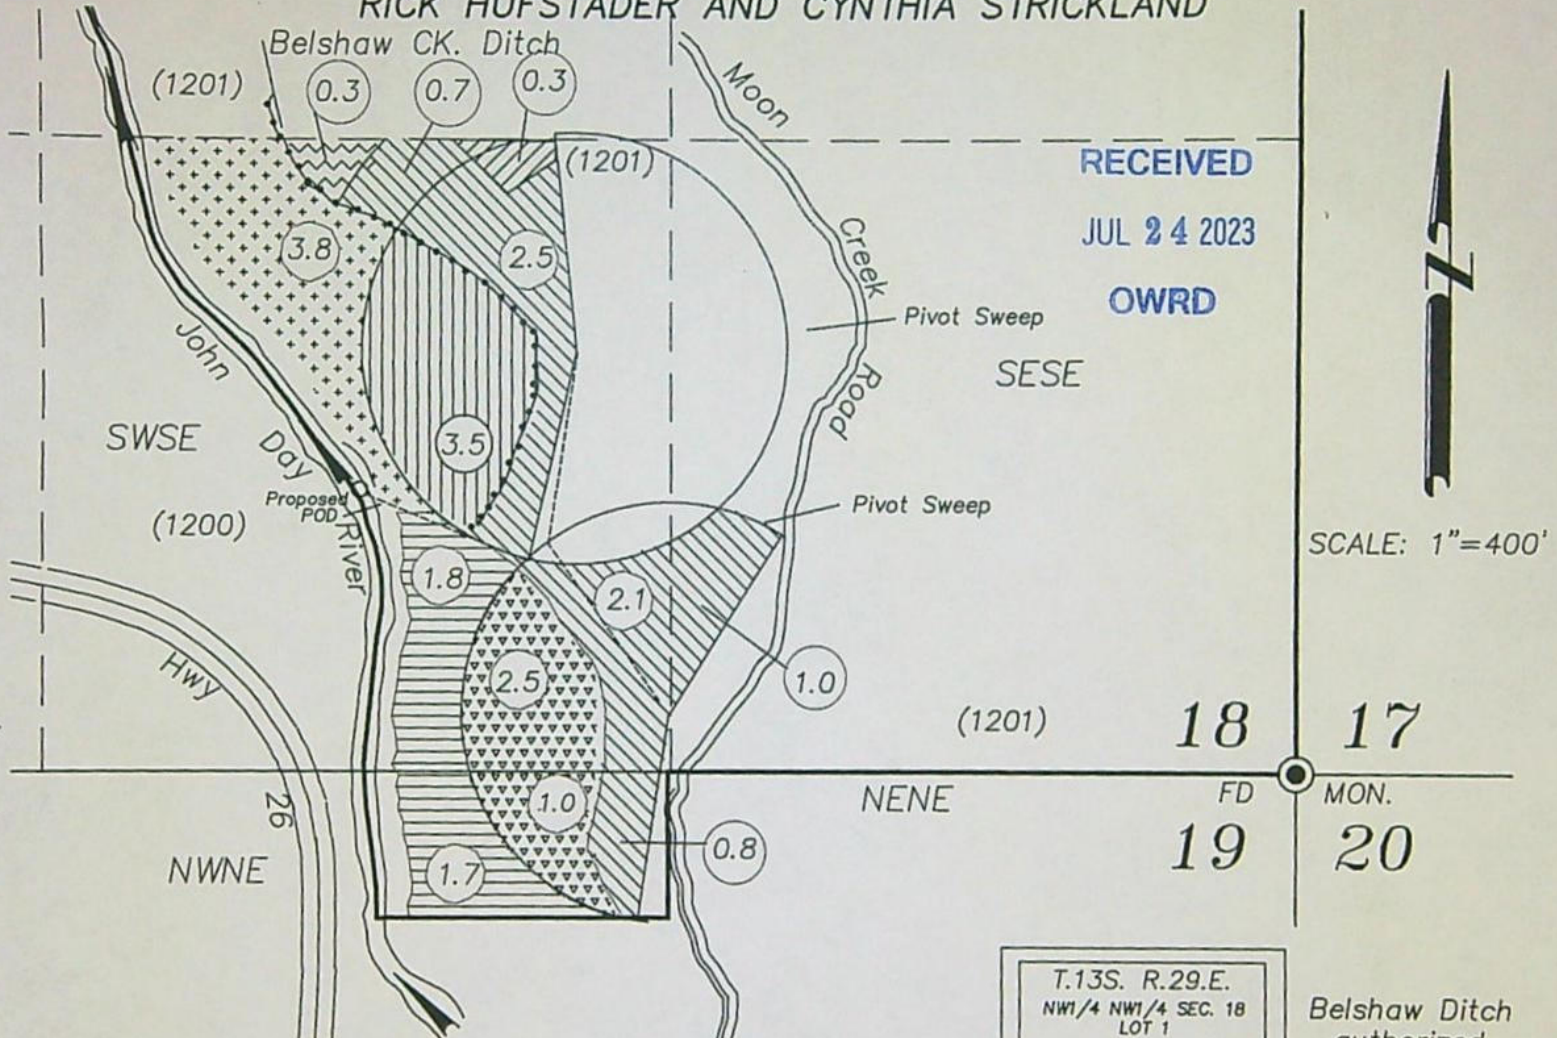 RICK HUFSTADER AND CYNTHIA STRICKLAND
Belshaw CK. Ditch
(1201)
0.3
0.7
0.3
Moon
Creek
Road
(1201)
RECEIVED
JUL 24 2023
OWRD
3.8
2.5
Pivot Sweep
SESE
John
Day
River
SWSE
3.5
Proposed
POD
(1200)
Pivot Sweep
SCALE: 1"=400'
1.8
2.1
Hwy
26
2.5
1.0
(1201)
18
17
1.0
NENE
FD
MON.
NWNE
1.7
0.8
19
20
T.13S. R.29.E.
NW1/4 NW1/4 SEC. 18
LOT 1
Belshaw Ditch
authorized